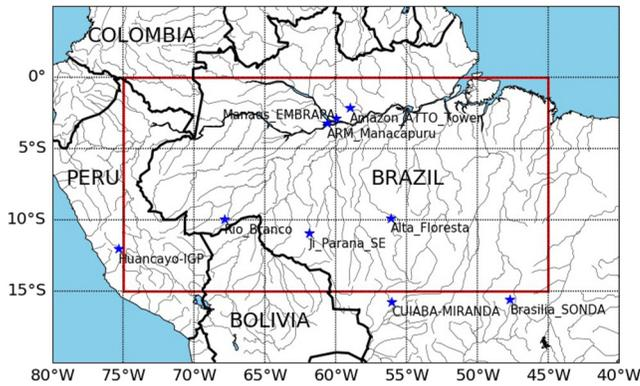 COLOMBIA
0°
Manaus_EMBRAPA
Amazon_ATTO_Tower
ARM_Manacapuru
5°S
PERU
BRAZIL
10°S
Rio_Branco
Alta_Floresta
Ji_Parana_SE
Huancayo-IGP
15°S
CUIABA-MIRANDA
Brasilia_SONDA
BOLIVIA
80°W 75°W 70°W 65°W 60°W 55°W 50°W 45°W 40°W